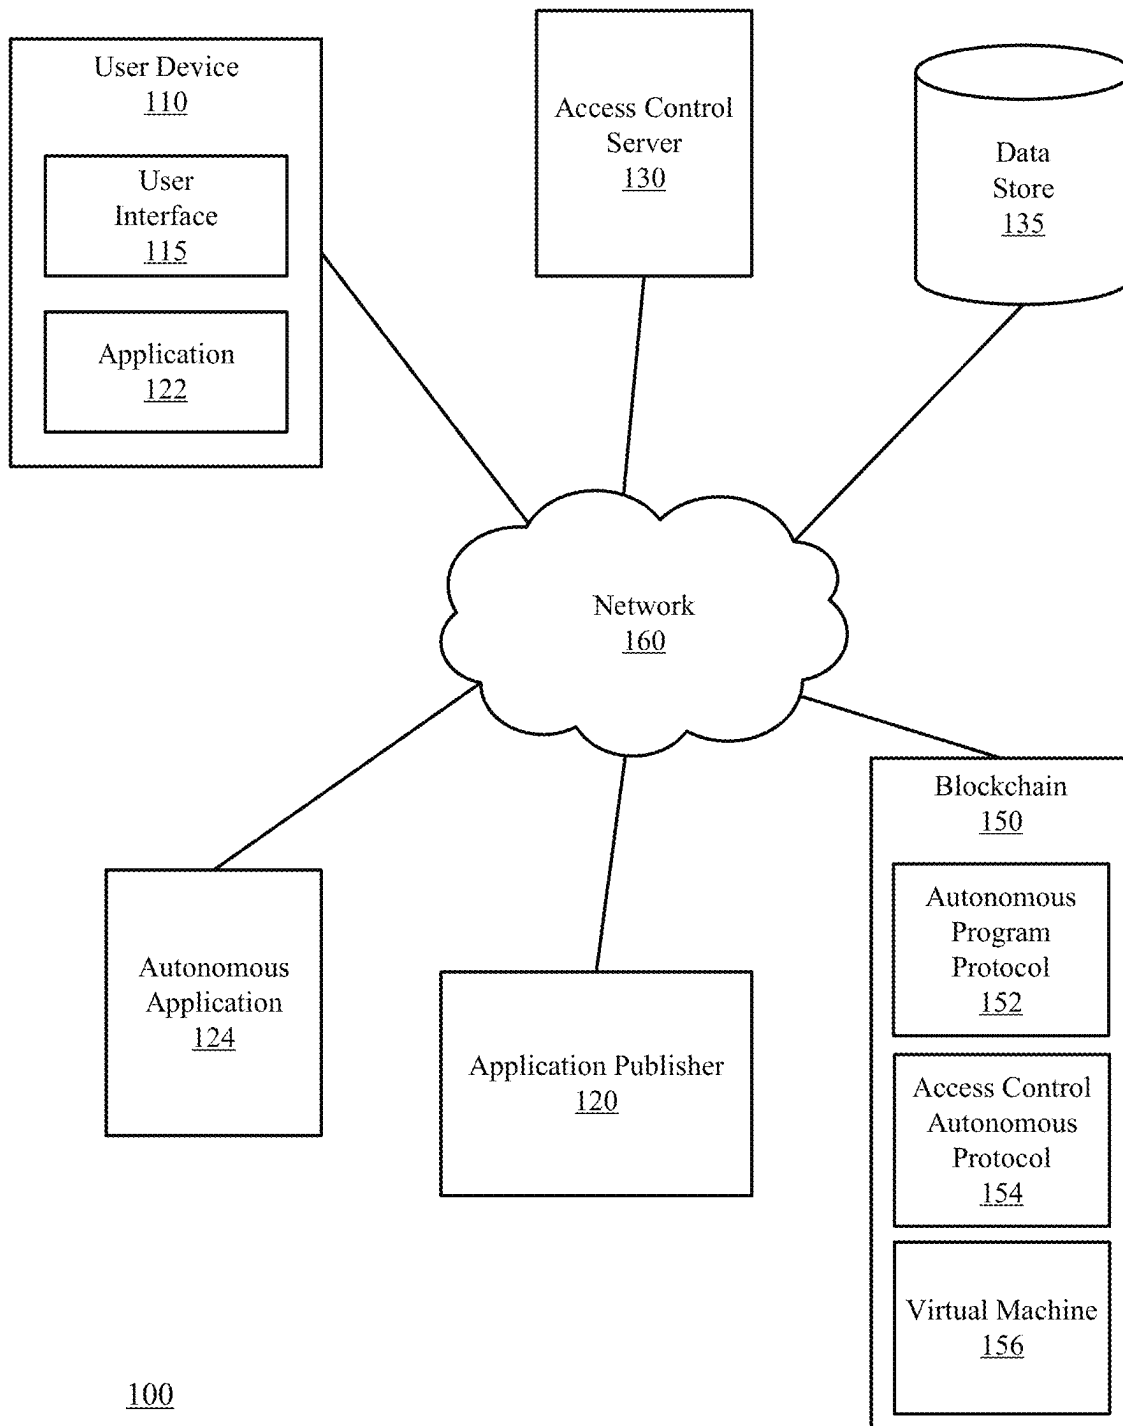 User Device
110
User
Interface
115
Application
122
Access Control
Server
130
Data
Store
135
Network
160
Autonomous
Application
124
Application Publisher
120
Blockchain
150
Autonomous
Program
Protocol
152
Access Control
Autonomous
Protocol
154
Virtual Machine
156
100